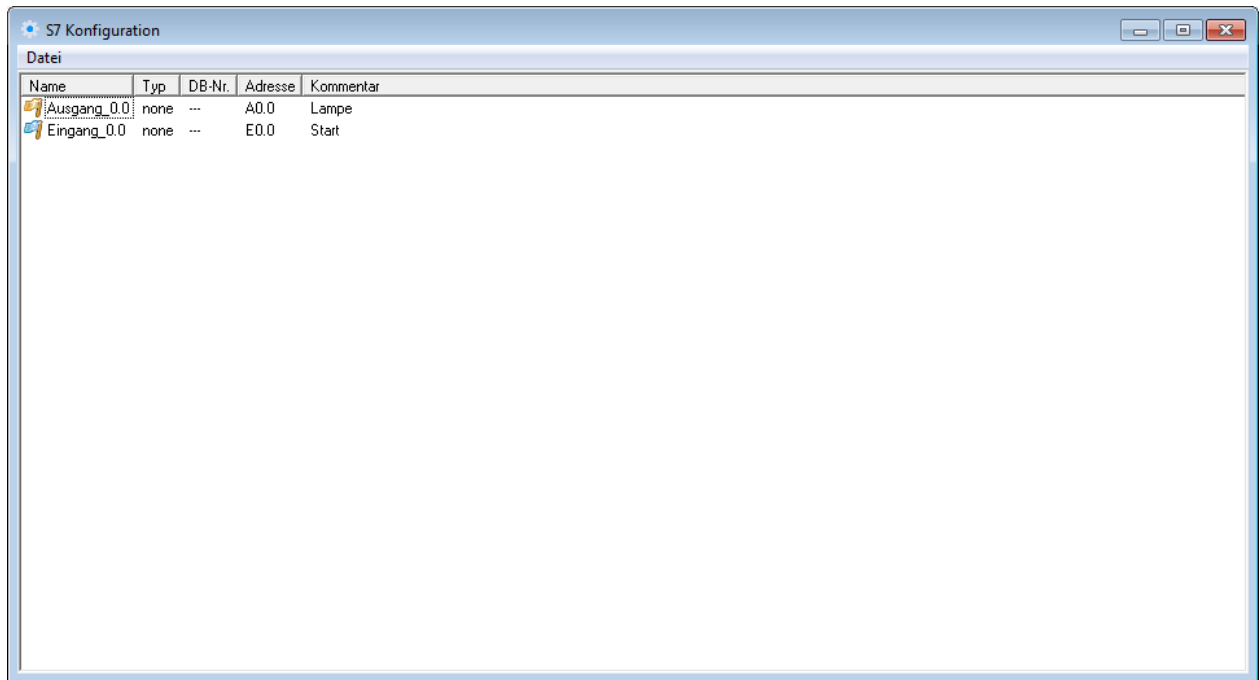 S7 Konfiguration
Datei
Name Typ DB-Nr. Adresse Kommentar
Ausgang_0.0 none --- A0.0 Lampe
Eingang_0.0 none --- E0.0 Start